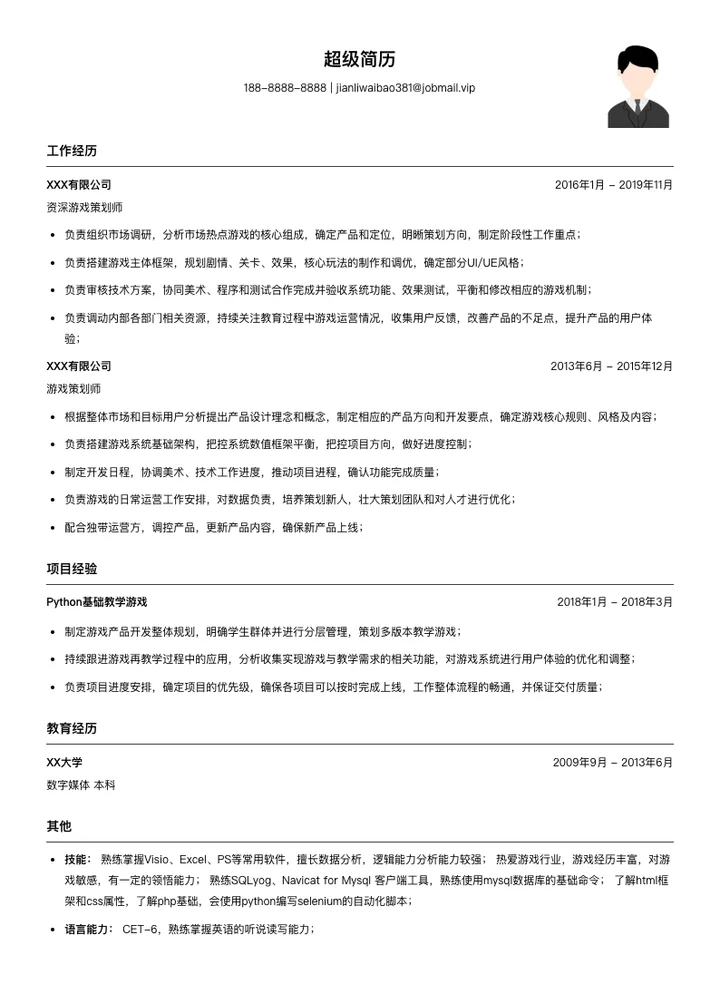 超级简历
188-8888-8888 | jianliwaibao381@jobmail.vip
工作经历
XXX有限公司 2016年1月 – 2019年11月
资深游戏策划师
• 负责组织市场调研，分析市场热点游戏的核心组成，确定产品和定位，明晰策划方向，制定阶段性工作重点；
• 负责搭建游戏主体框架，规划剧情、关卡、效果，核心玩法的制作和调优，确定部分UI/UE风格；
• 负责审核技术方案，协同美术、程序和测试合作完成并验收系统功能、效果测试，平衡和修改相应的游戏机制；
• 负责调动内部各部门相关资源，持续关注教育过程中游戏运营情况，收集用户反馈，改善产品的不足点，提升产品的用户体
验；
XXX有限公司 2013年6月 – 2015年12月
游戏策划师
• 根据整体市场和目标用户分析提出产品设计理念和概念，制定相应的产品方向和开发要点，确定游戏核心规则、风格及内容；
• 负责搭建游戏系统基础架构，把控系统数值框架平衡，把控项目方向，做好进度控制；
• 制定开发日程，协调美术、技术工作进度，推动项目进程，确认功能完成质量；
• 负责游戏的日常运营工作安排，对数据负责，培养策划新人，壮大策划团队和对人才进行优化；
• 配合独带运营方，调控产品，更新产品内容，确保新产品上线；
项目经验
Python基础教学游戏 2018年1月 – 2018年3月
• 制定游戏产品开发整体规划，明确学生群体并进行分层管理，策划多版本教学游戏；
• 持续跟进游戏再教学过程中的应用，分析收集实现游戏与教学需求的相关功能，对游戏系统进行用户体验的优化和调整；
• 负责项目进度安排，确定项目的优先级，确保各项目可以按时完成上线，工作整体流程的畅通，并保证交付质量；
教育经历
XX大学 2009年9月 – 2013年6月
数字媒体 本科
其他
• 技能： 熟练掌握Visio、Excel、PS等常用软件，擅长数据分析，逻辑能力分析能力较强； 热爱游戏行业，游戏经历丰富，对游
戏敏感，有一定的领悟能力； 熟练SQLyog、Navicat for Mysql 客户端工具，熟练使用mysql数据库的基础命令； 了解html框
架和css属性，了解php基础，会使用python编写selenium的自动化脚本；
• 语言能力： CET-6，熟练掌握英语的听说读写能力；